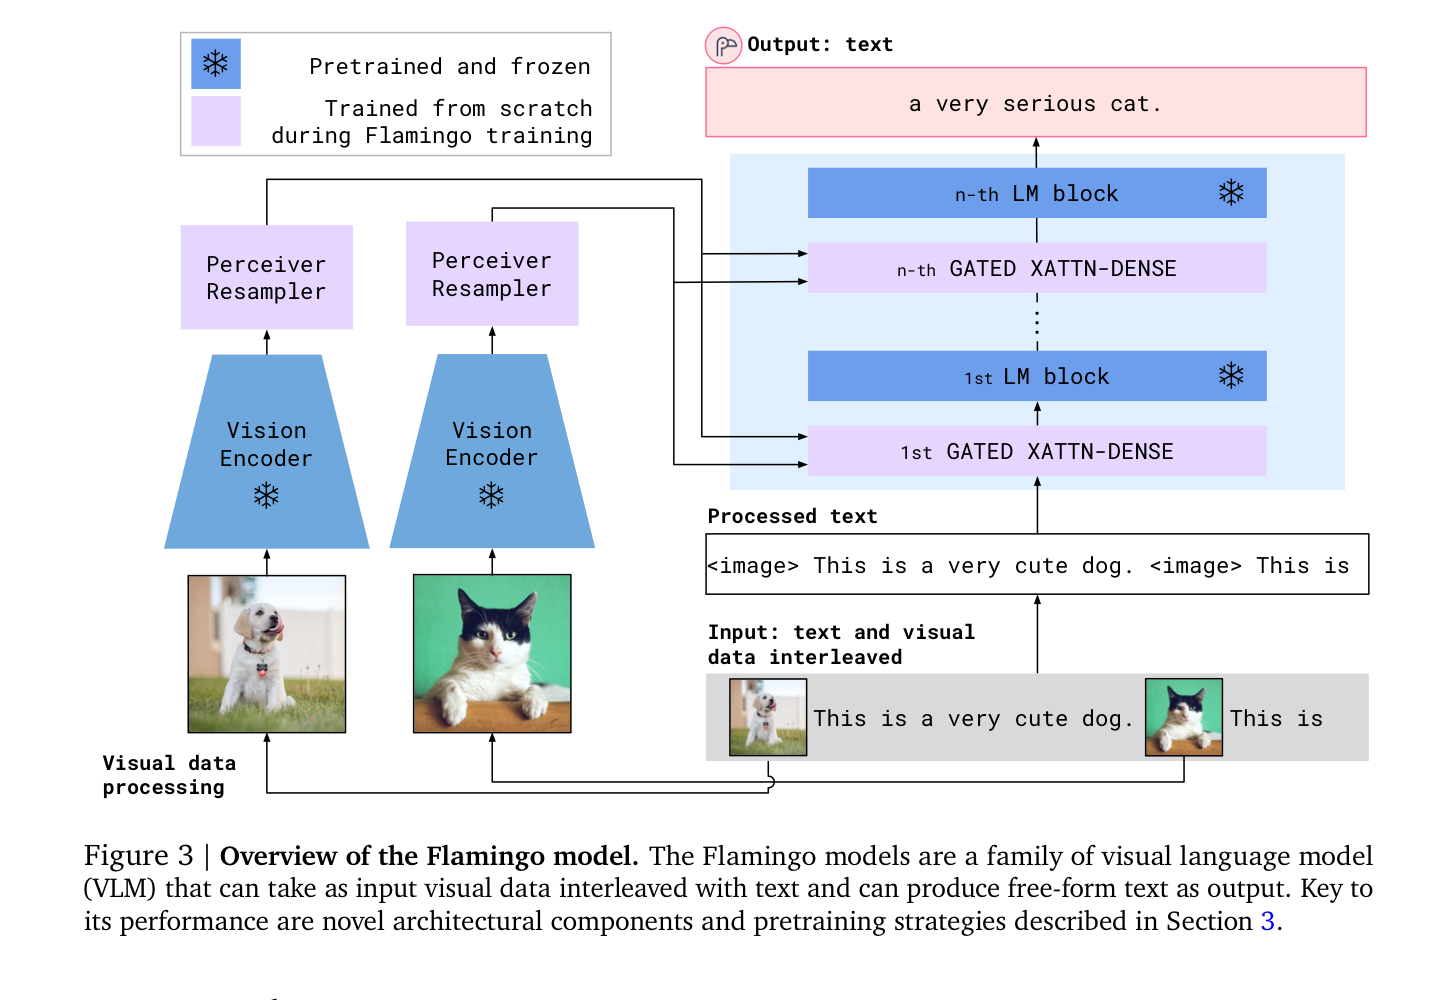 Pretrained and frozen
Trained from scratch
during Flamingo training
Output: text
a very serious cat.
n-th LM block
n-th GATED XATTN-DENSE
1st LM block
1st GATED XATTN-DENSE
Perceiver
Resampler
Perceiver
Resampler
Vision
Encoder
Vision
Encoder
Processed text
<image> This is a very cute dog. <image> This is
Input: text and visual
data interleaved
This is a very cute dog.
This is
Visual data
processing
Figure 3 | Overview of the Flamingo model. The Flamingo models are a family of visual language model
(VLM) that can take as input visual data interleaved with text and can produce free-form text as output. Key to
its performance are novel architectural components and pretraining strategies described in Section 3.